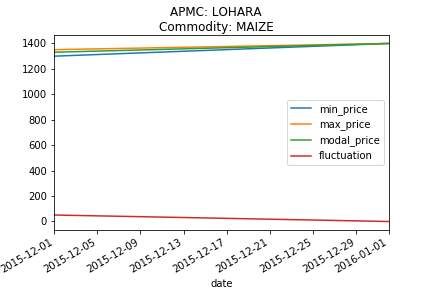 APMC: LOHARA
Commodity: MAIZE
1400
1200
1000
800
600
400
200
0
min_price
max_price
modal_price
fluctuation
2015-12-01
2015-12-05
2015-12-09
2015-12-13
2015-12-17
2015-12-21
2015-12-25
2015-12-29
2016-01-01
date